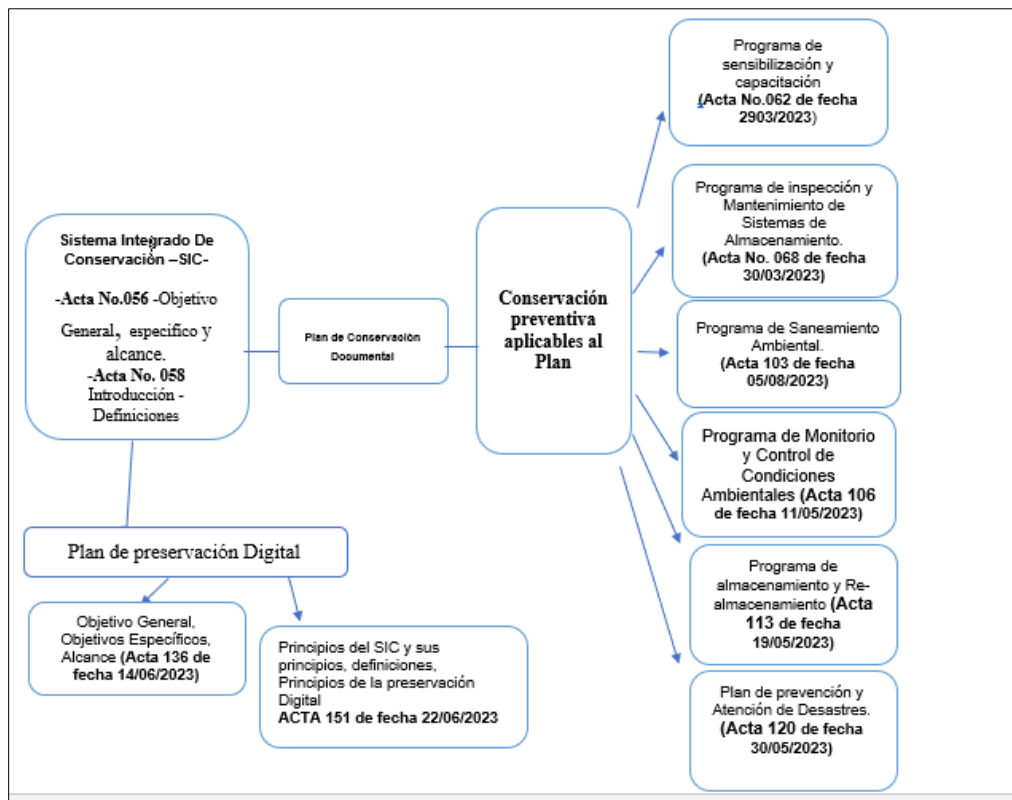 Sistema Integrado De
Conservación –SIC-
-Acta No.056 -Objetivo
General, especifico y
alcance.
-Acta No. 058
Introducción -
Definiciones
Plan de Conservación
Documental
Conservación
preventiva
aplicables al
Plan
Programa de
sensibilización y
capacitación
(Acta No.062 de fecha
2903/2023)
Programa de inspección y
Mantenimiento de
Sistemas de
Almacenamiento.
(Acta No. 068 de fecha
30/03/2023)
Programa de Saneamiento
Ambiental.
(Acta 103 de fecha
05/08/2023)
Programa de Monitorio
y Control de
Condiciones
Ambientales (Acta 106
de fecha 11/05/2023)
Programa de
almacenamiento y Re-
almacenamiento (Acta
113 de fecha
19/05/2023)
Plan de prevención y
Atención de Desastres.
(Acta 120 de fecha
30/05/2023)
Plan de preservación Digital
Objetivo General,
Objetivos Específicos,
Alcance (Acta 136 de
fecha 14/06/2023)
Principios del SIC y sus
principios, definiciones,
Principios de la preservación
Digital
ACTA 151 de fecha 22/06/2023